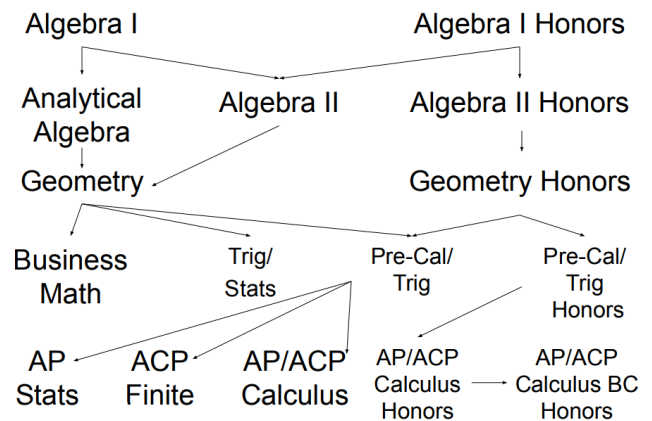 Algebra I
Algebra I Honors
Analytical
Algebra
Algebra II
Algebra II Honors
Geometry
Geometry Honors
Business
Math
Trig/
Stats
Pre-Cal/
Trig
Pre-Cal/
Trig
Honors
AP
Stats
ACP
Finite
AP/ACP
Calculus
AP/ACP
Calculus
Honors
AP/ACP
Calculus BC
Honors